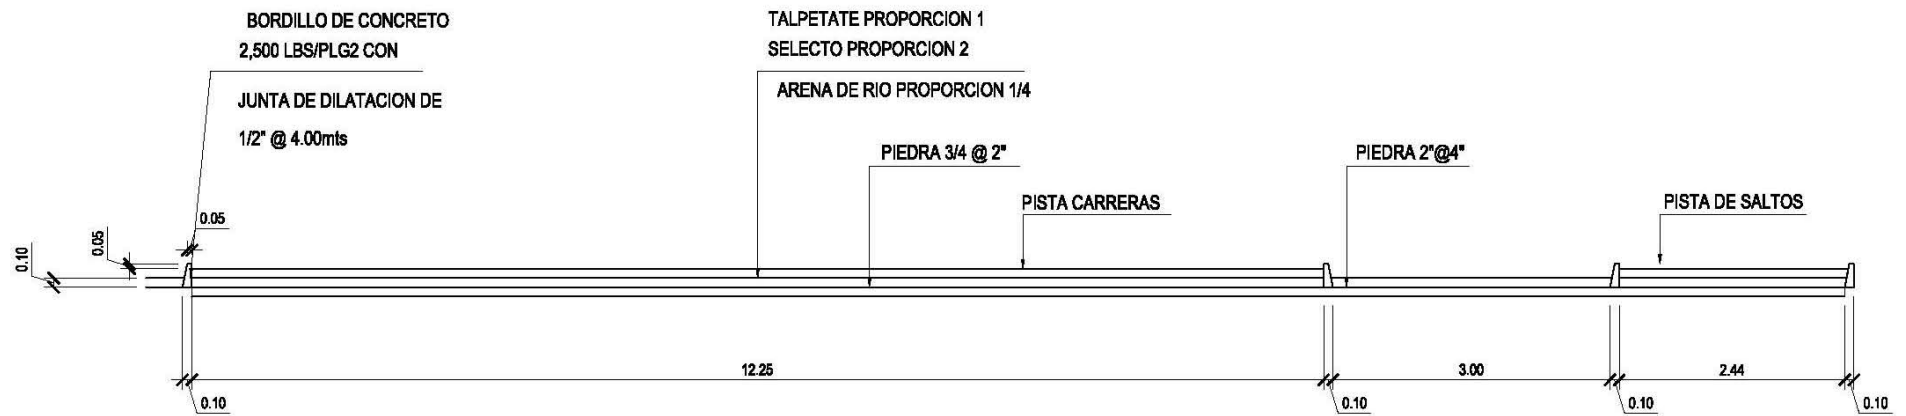 BORDILLO DE CONCRETO
2,500 LBS/PLG2 CON
JUNTA DE DILATACION DE
1/2" @ 4.00mts
TALPETATE PROPORCION 1
SELECTO PROPORCION 2
ARENA DE RIO PROPORCION 1/4
PIEDRA 3/4 @ 2"
PIEDRA 2"@4"
PISTA CARRERAS
PISTA DE SALTOS
0.05
0.05
0.10
12.25
3.00
2.44
0.10
0.10
0.10
0.10